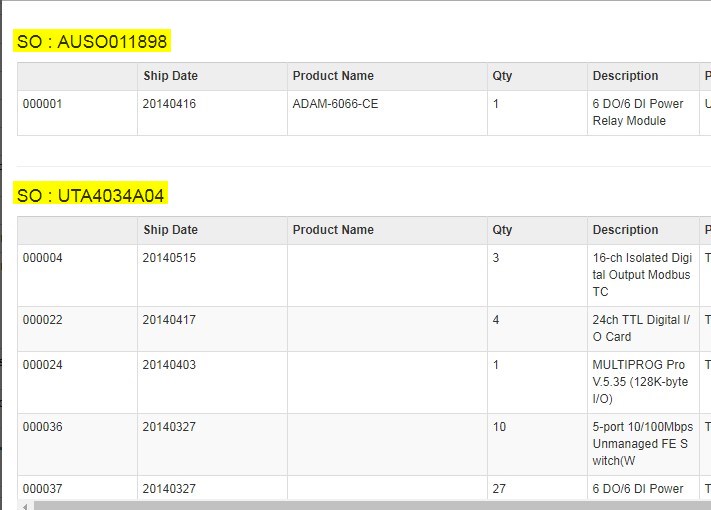 SO : AUSO011898
Ship Date Product Name Qty Description P
000001 20140416 ADAM-6066-CE 1 6 DO/6 DI Power U
Relay Module
SO : UTA4034A04
Ship Date Product Name Qty Description P
000004 20140515 3 16-ch Isolated Digi T
tal Output Modbus
TC
000022 20140417 4 24ch TTL Digital I/ T
O Card
000024 20140403 1 MULTIPROG Pro T
V.5.35 (128K-byte
I/O)
000036 20140327 10 5-port 10/100Mbps T
Unmanaged FE S
witch(W
000037 20140327 27 6 DO/6 DI Power T